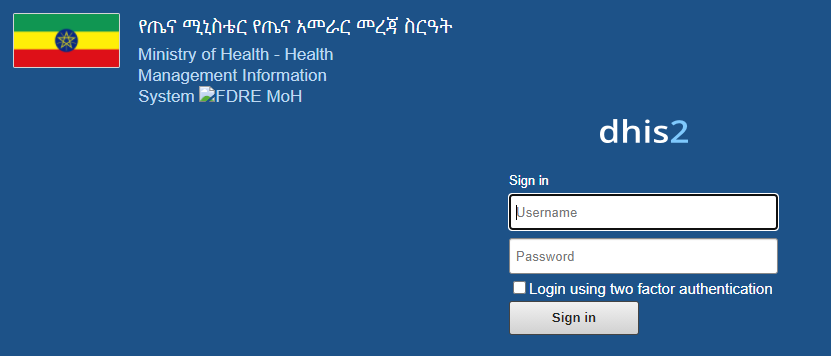 የጤና ሚኒስቴር የጤና አመራር መረጃ ስርዓት
Ministry of Health - Health
Management Information
System FDRE MoH
dhis2
Sign in
Username
Password
Login using two factor authentication
Sign in